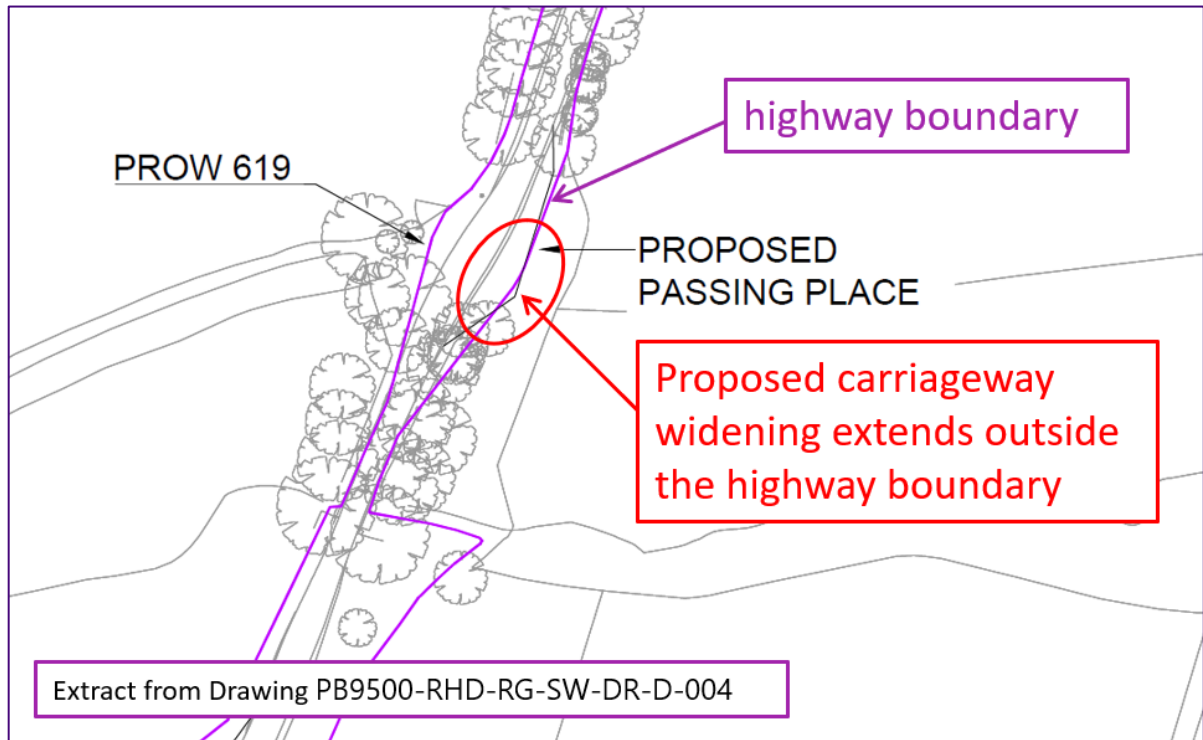 highway boundary
PROW 619
PROPOSED
PASSING PLACE
Proposed carriageway
widening extends outside
the highway boundary
Extract from Drawing PB9500-RHD-RG-SW-DR-D-004